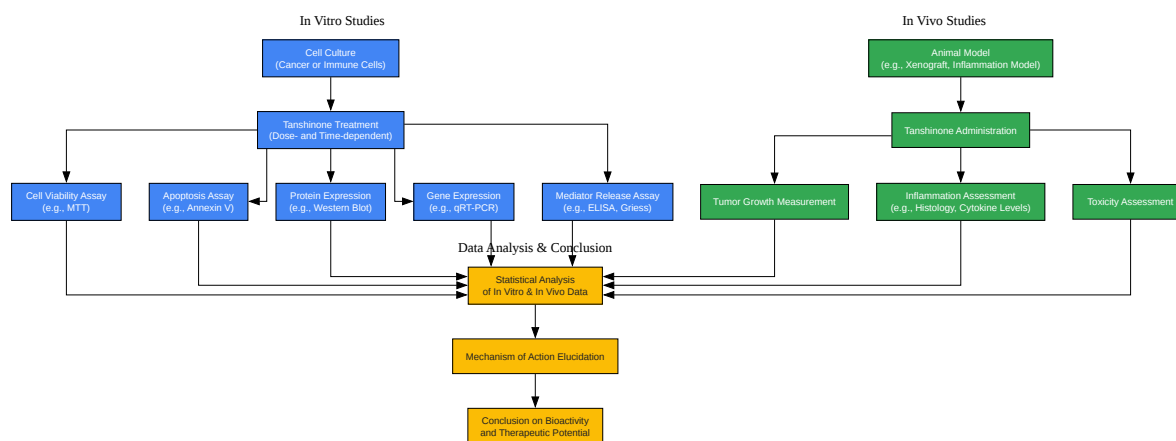 In Vitro Studies
In Vivo Studies
Cell Culture
(Cancer or Immune Cells)
Animal Model
(e.g., Xenograft, Inflammation Model)
Tanshinone Treatment
(Dose- and Time-dependent)
Tanshinone Administration
Cell Viability Assay
(e.g., MTT)
Apoptosis Assay
(e.g., Annexin V)
Protein Expression
(e.g., Western Blot)
Gene Expression
(e.g., qRT-PCR)
Mediator Release Assay
(e.g., ELISA, Griess)
Tumor Growth Measurement
Inflammation Assessment
(e.g., Histology, Cytokine Levels)
Toxicity Assessment
Data Analysis & Conclusion
Statistical Analysis
of In Vitro & In Vivo Data
Mechanism of Action Elucidation
Conclusion on Bioactivity
and Therapeutic Potential